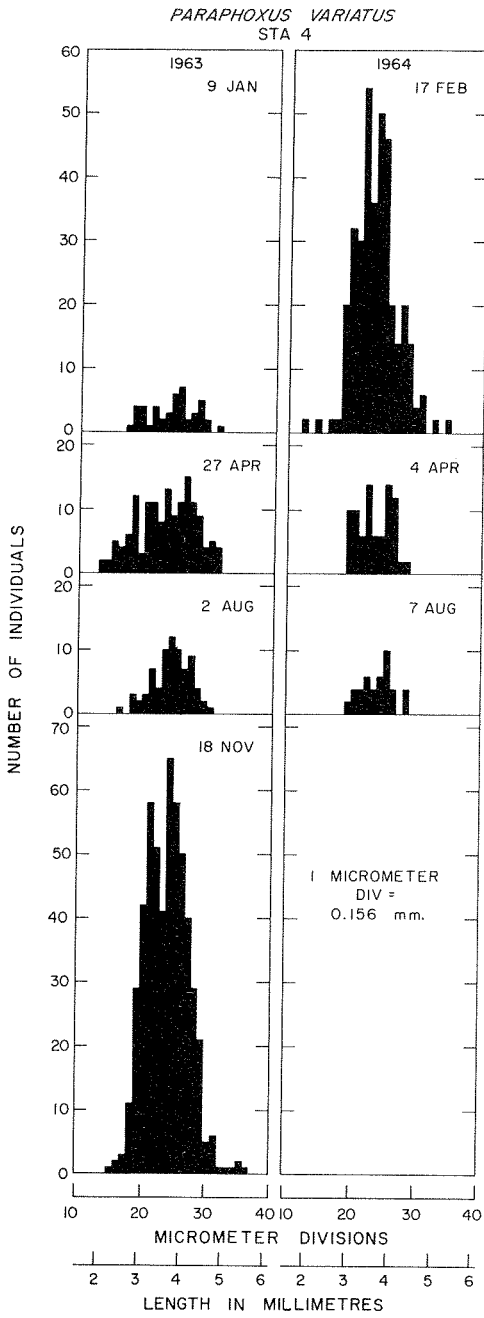 PARAPHOXUS VARIATUS
STA 4
1963
9 JAN
60
50
40
30
20
10
0
1964
17 FEB
27 APR
20
10
0
4 APR
2 AUG
20
10
0
7 AUG
18 NOV
70
60
50
40
30
20
10
0
1 MICROMETER
DIV =
0.156 mm.
NUMBER OF INDIVIDUALS
10 20 30 40 10 20 30 40
MICROMETER DIVISIONS
2 3 4 5 6 2 3 4 5 6
LENGTH IN MILLIMETRES